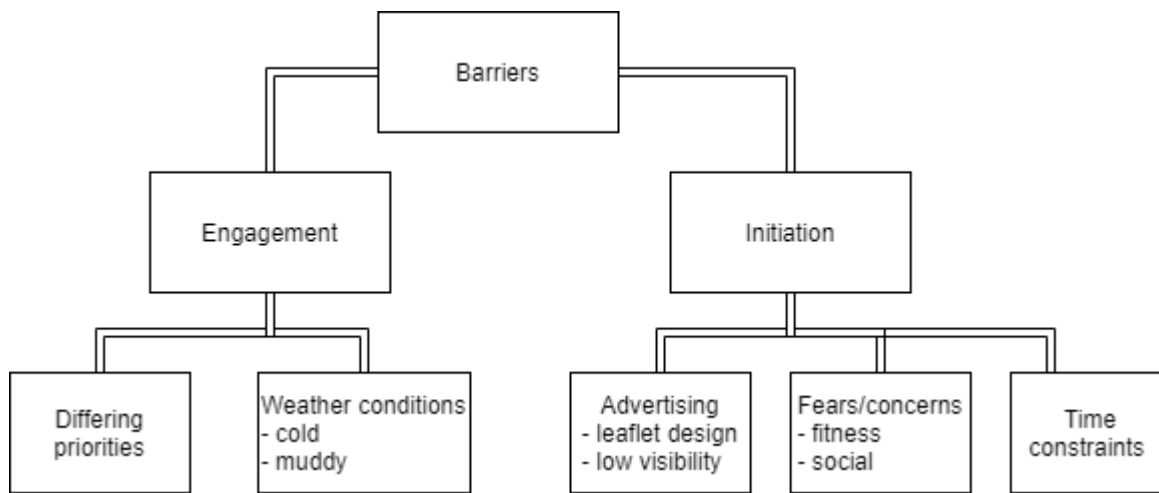 Barriers
Engagement
Initiation
Differing
priorities
Weather conditions
- cold
- muddy
Advertising
- leaflet design
- low visibility
Fears/concerns
- fitness
- social
Time
constraints